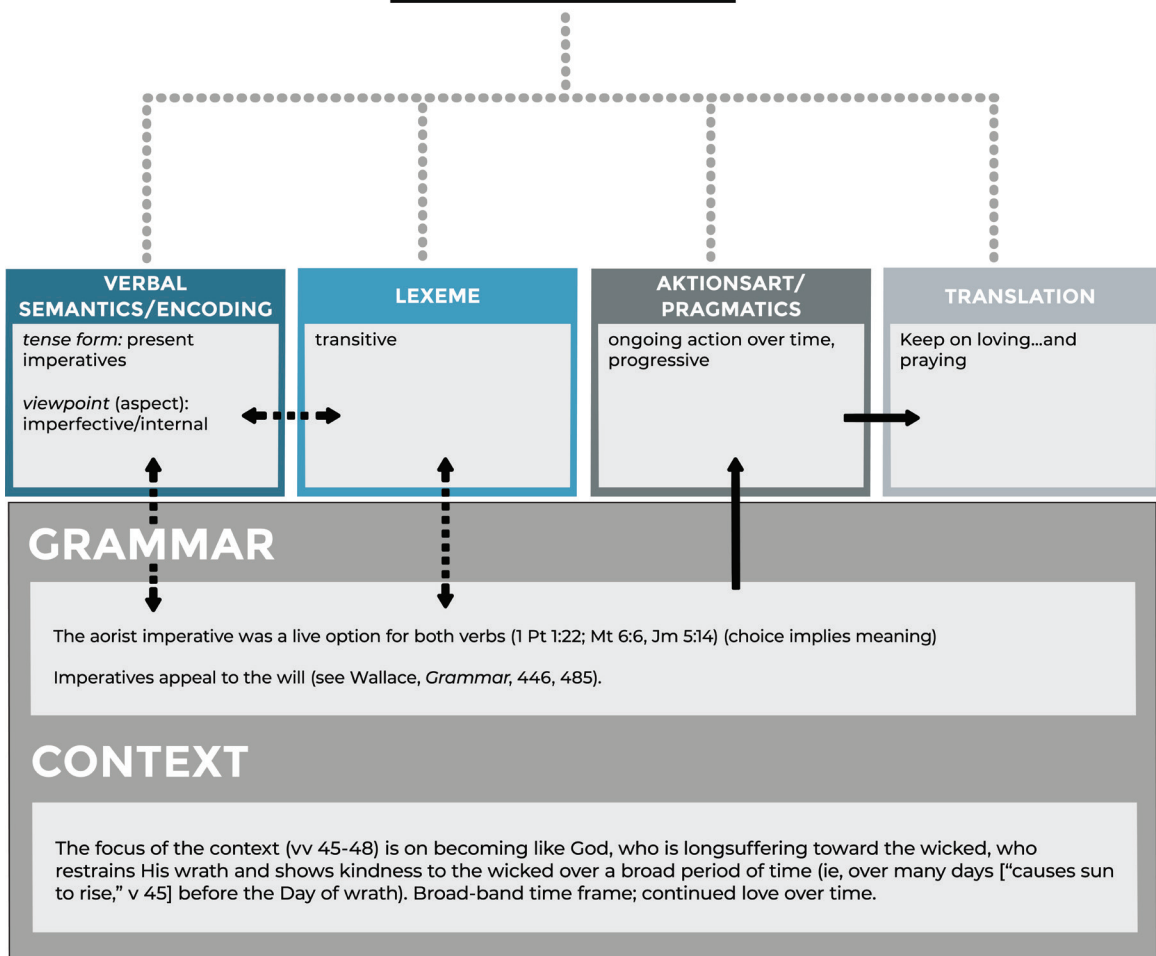 VERBAL
SEMANTICS/ENCODING
tense form: present
imperatives
viewpoint (aspect):
imperfective/internal
LEXEME
transitive
AKTIONSART/
PRAGMATICS
ongoing action over time,
progressive
TRANSLATION
Keep on loving...and
praying
GRAMMAR
The aorist imperative was a live option for both verbs (1 Pt 1:22; Mt 6:6, Jm 5:14) (choice implies meaning)
Imperatives appeal to the will (see Wallace, Grammar, 446, 485).
CONTEXT
The focus of the context (vv 45-48) is on becoming like God, who is longsuffering toward the wicked, who
restrains His wrath and shows kindness to the wicked over a broad period of time (ie, over many days [“causes sun
to rise,” v 45] before the Day of wrath). Broad-band time frame; continued love over time.